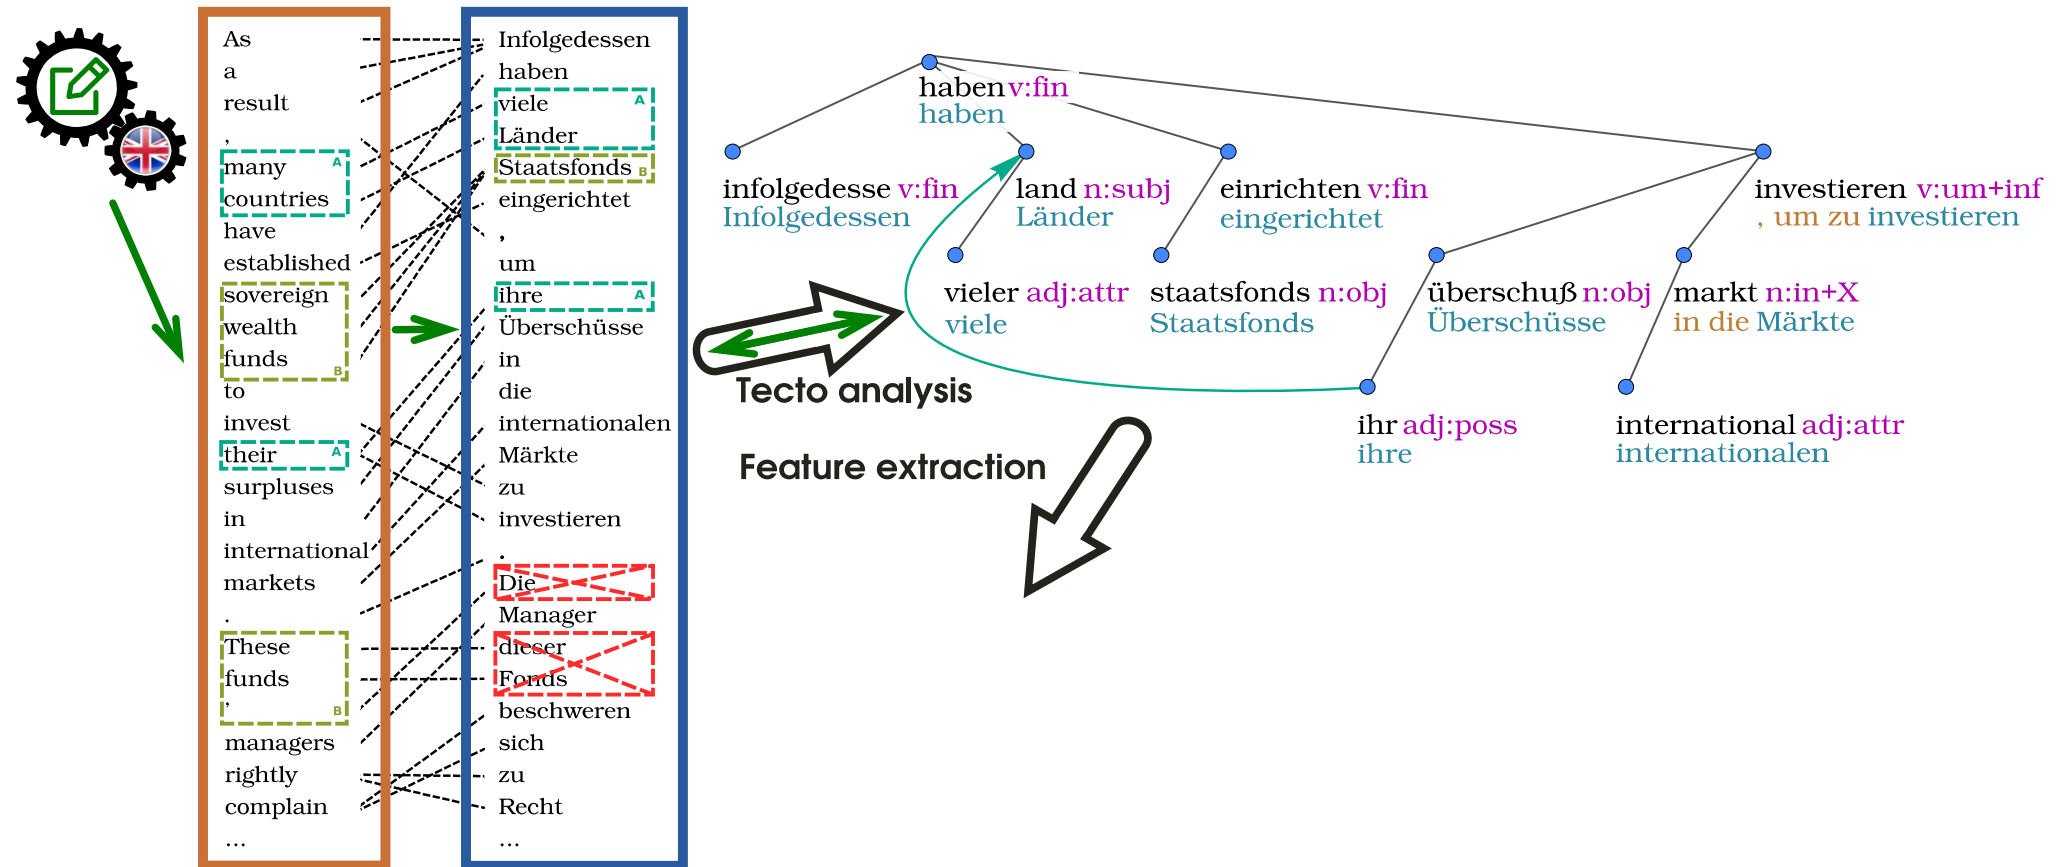 As
a
result
,
many A
countries
have
established
sovereign
wealth
funds B
to
invest
their A
surpluses
in
international
markets
.
These
funds
’ B
managers
rightly
complain
...
Infolgedessen
haben
viele A
Länder
Staatsfonds B
eingerichtet
,
um
ihre A
Überschüsse
in
die
internationalen
Märkte
zu
investieren
.
Die
Manager
dieser
Fonds
beschweren
sich
zu
Recht
...
Tecto analysis
Feature extraction
haben v:fin
haben
infolgedesse v:fin
Infolgedessen
land n:subj
Länder
einrichten v:fin
eingerichtet
investieren v:um+inf
, um zu investieren
vieler adj:attr
viele
staatsfonds n:obj
Staatsfonds
überschuß n:obj
Überschüsse
markt n:in+X
in die Märkte
ihr adj:poss
ihre
international adj:attr
internationalen